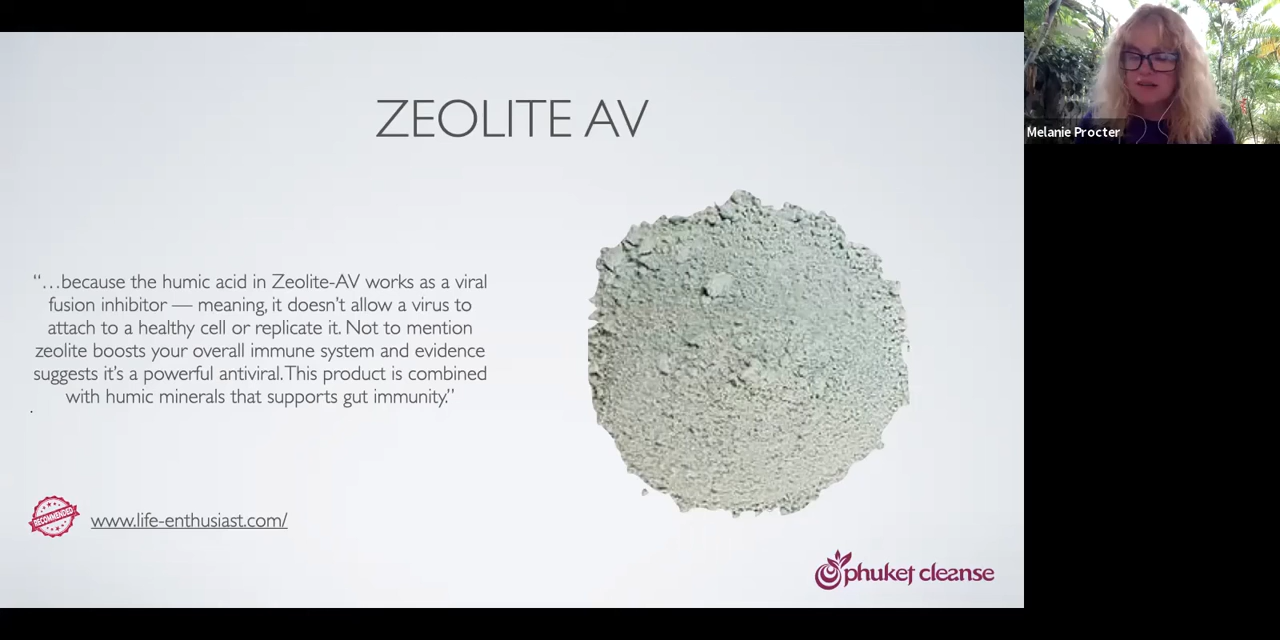 ZEOLITE AV
Melanie Procter
“…because the humic acid in Zeolite-AV works as a viral
fusion inhibitor — meaning, it doesn’t allow a virus to
attach to a healthy cell or replicate it. Not to mention
zeolite boosts your overall immune system and evidence
suggests it’s a powerful antiviral. This product is combined
with humic minerals that supports gut immunity.”
.
RECOMMENDED
www.life-enthusiast.com/
phuket cleanse